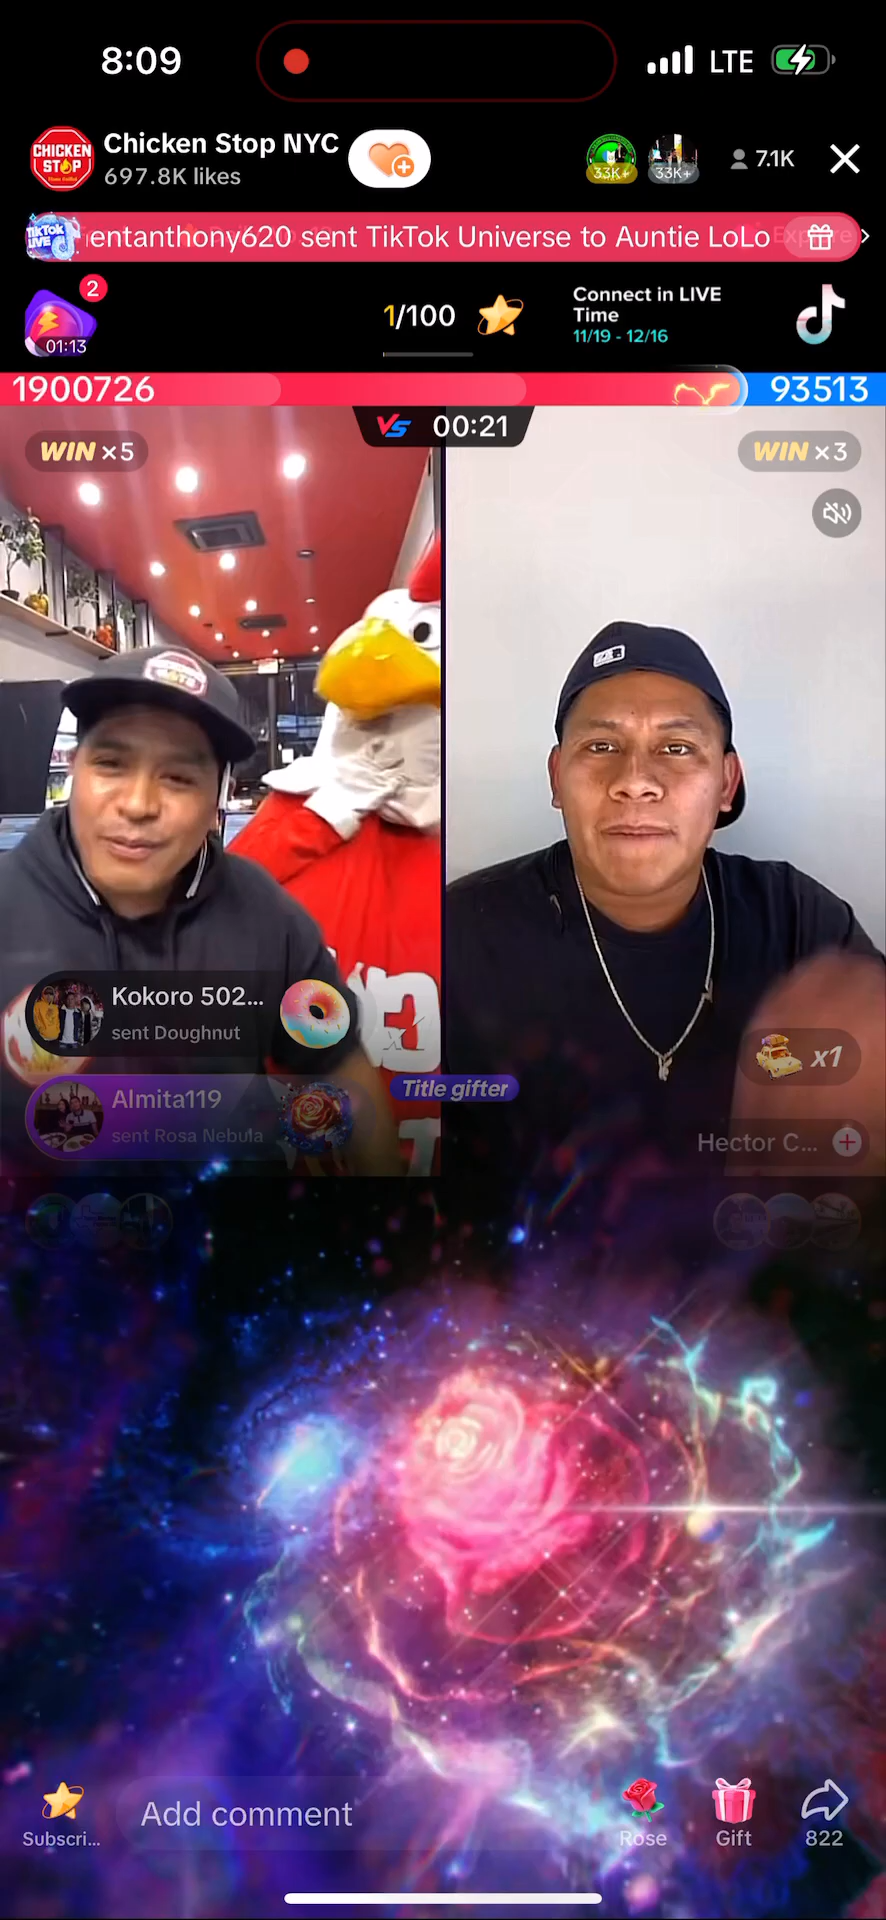 8:09
LTE
CHICKEN
STOP
Chicken Stop NYC
697.8K likes
33K+
33K+
7.1K
TikTok
LIVE
entanthony620 sent TikTok Universe to Auntie LoLo
2
01:13
1/100
Connect in LIVE
Time
11/19 - 12/16
1900726
93513
VS 00:21
WIN x5
WIN x3
Kokoro 502...
sent Doughnut
x1
Almita119
sent Rosa Nebula
Title gifter
Hector C...
Add comment
Subscri...
Rose
Gift
822